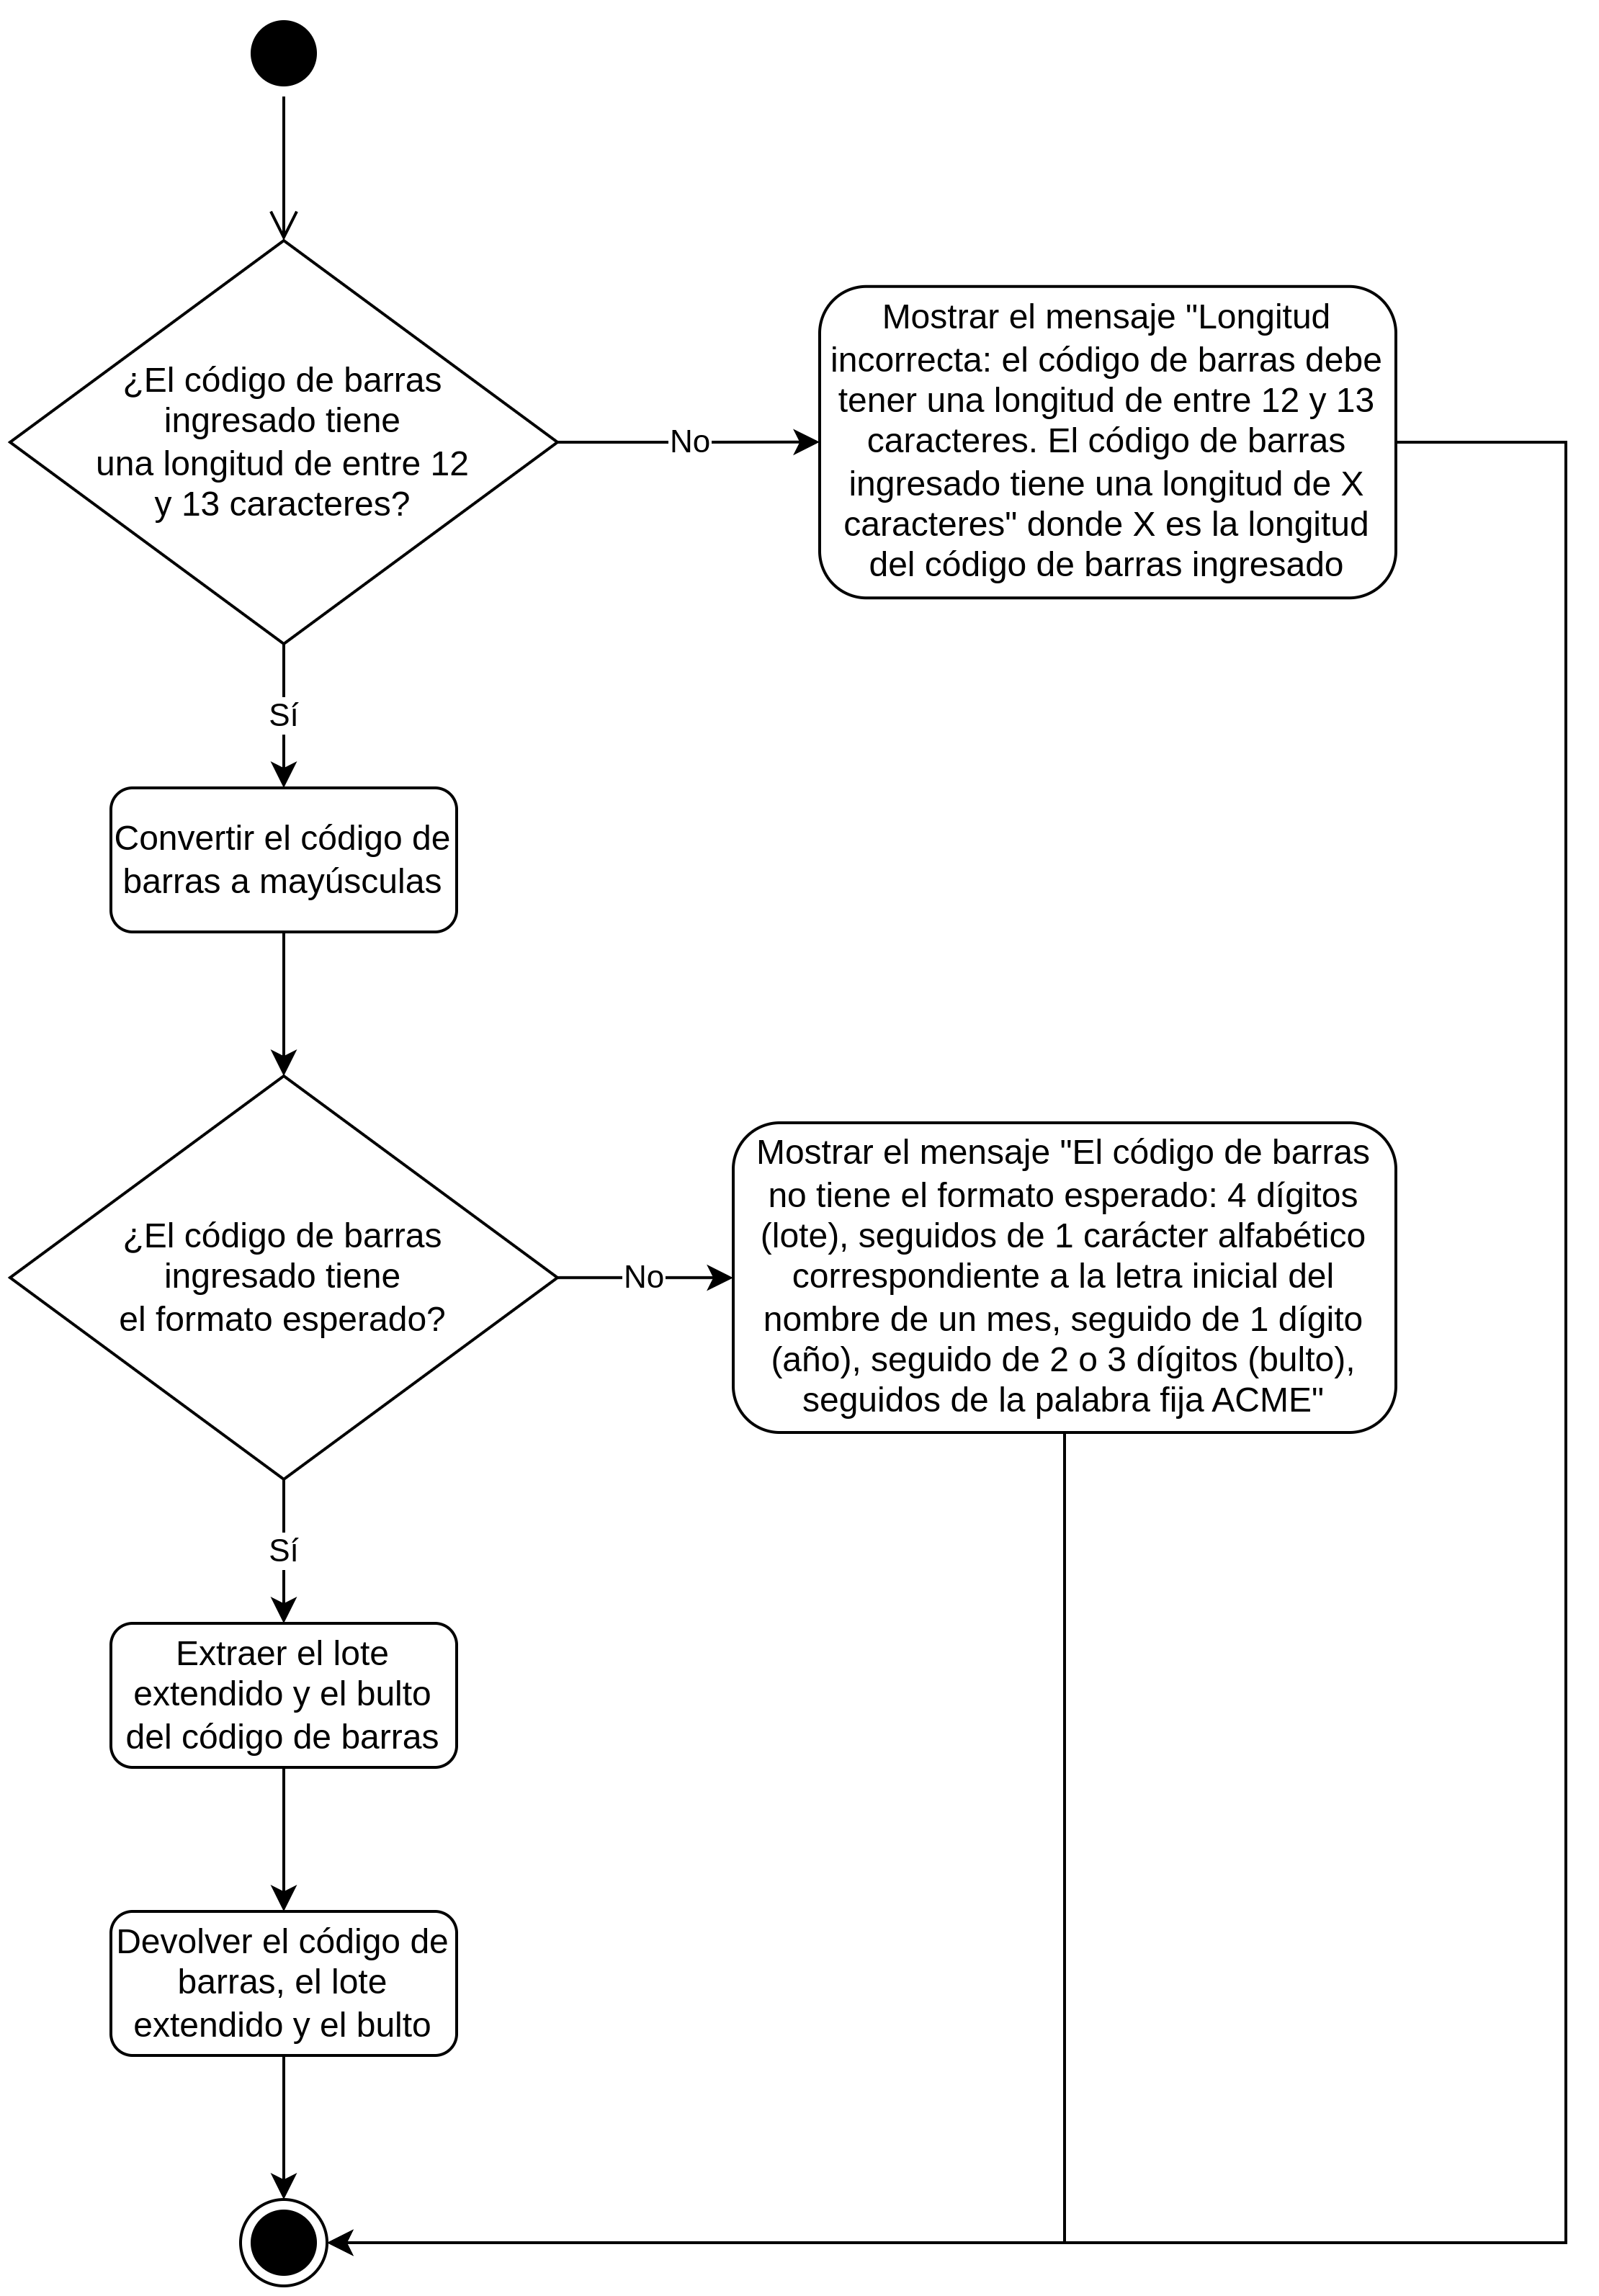 ¿El código de barras
ingresado tiene
una longitud de entre 12
y 13 caracteres?
No
Mostrar el mensaje "Longitud
incorrecta: el código de barras debe
tener una longitud de entre 12 y 13
caracteres. El código de barras
ingresado tiene una longitud de X
caracteres" donde X es la longitud
del código de barras ingresado
Sí
Convertir el código de
barras a mayúsculas
¿El código de barras
ingresado tiene
el formato esperado?
No
Mostrar el mensaje "El código de barras
no tiene el formato esperado: 4 dígitos
(lote), seguidos de 1 carácter alfabético
correspondiente a la letra inicial del
nombre de un mes, seguido de 1 dígito
(año), seguido de 2 o 3 dígitos (bulto),
seguidos de la palabra fija ACME"
Sí
Extraer el lote
extendido y el bulto
del código de barras
Devolver el código de
barras, el lote
extendido y el bulto